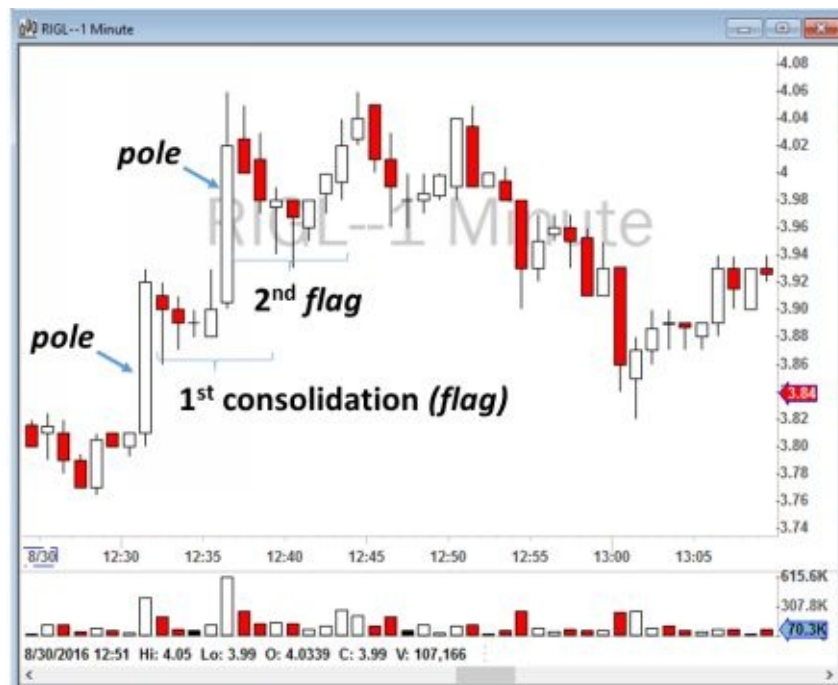 RIGL--1 Minute
4.08
4.06
4.04
4.02
4
3.98
3.96
3.94
3.92
3.90
3.88
3.86
3.84
3.82
3.80
3.78
3.76
3.74
pole
RIGL--1 Minute
2nd flag
pole
1st consolidation (flag)
8/30 12:30 12:35 12:40 12:45 12:50 12:55 13:00 13:05
615.6K
307.8K
70.3K
8/30/2016 12:51 Hi: 4.05 Lo: 3.99 O: 4.0339 C: 3.99 V: 107,166